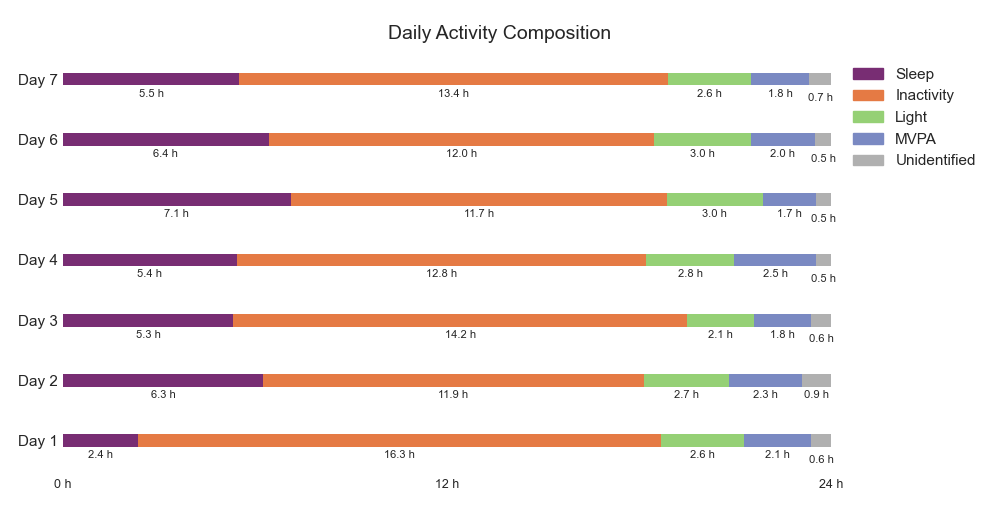 Daily Activity Composition
Day 7
5.5 h 13.4 h 2.6 h 1.8 h 0.7 h
Day 6
6.4 h 12.0 h 3.0 h 2.0 h 0.5 h
Day 5
7.1 h 11.7 h 3.0 h 1.7 h 0.5 h
Day 4
5.4 h 12.8 h 2.8 h 2.5 h 0.5 h
Day 3
5.3 h 14.2 h 2.1 h 1.8 h 0.6 h
Day 2
6.3 h 11.9 h 2.7 h 2.3 h 0.9 h
Day 1
2.4 h 16.3 h 2.6 h 2.1 h 0.6 h
0 h 12 h 24 h
Sleep
Inactivity
Light
MVPA
Unidentified